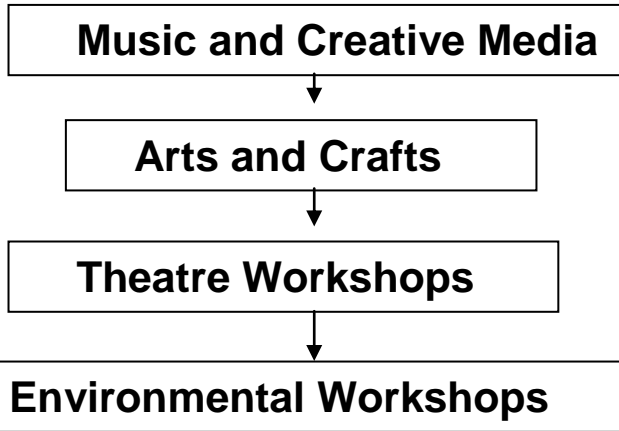 Music and Creative Media
Arts and Crafts
Theatre Workshops
Environmental Workshops